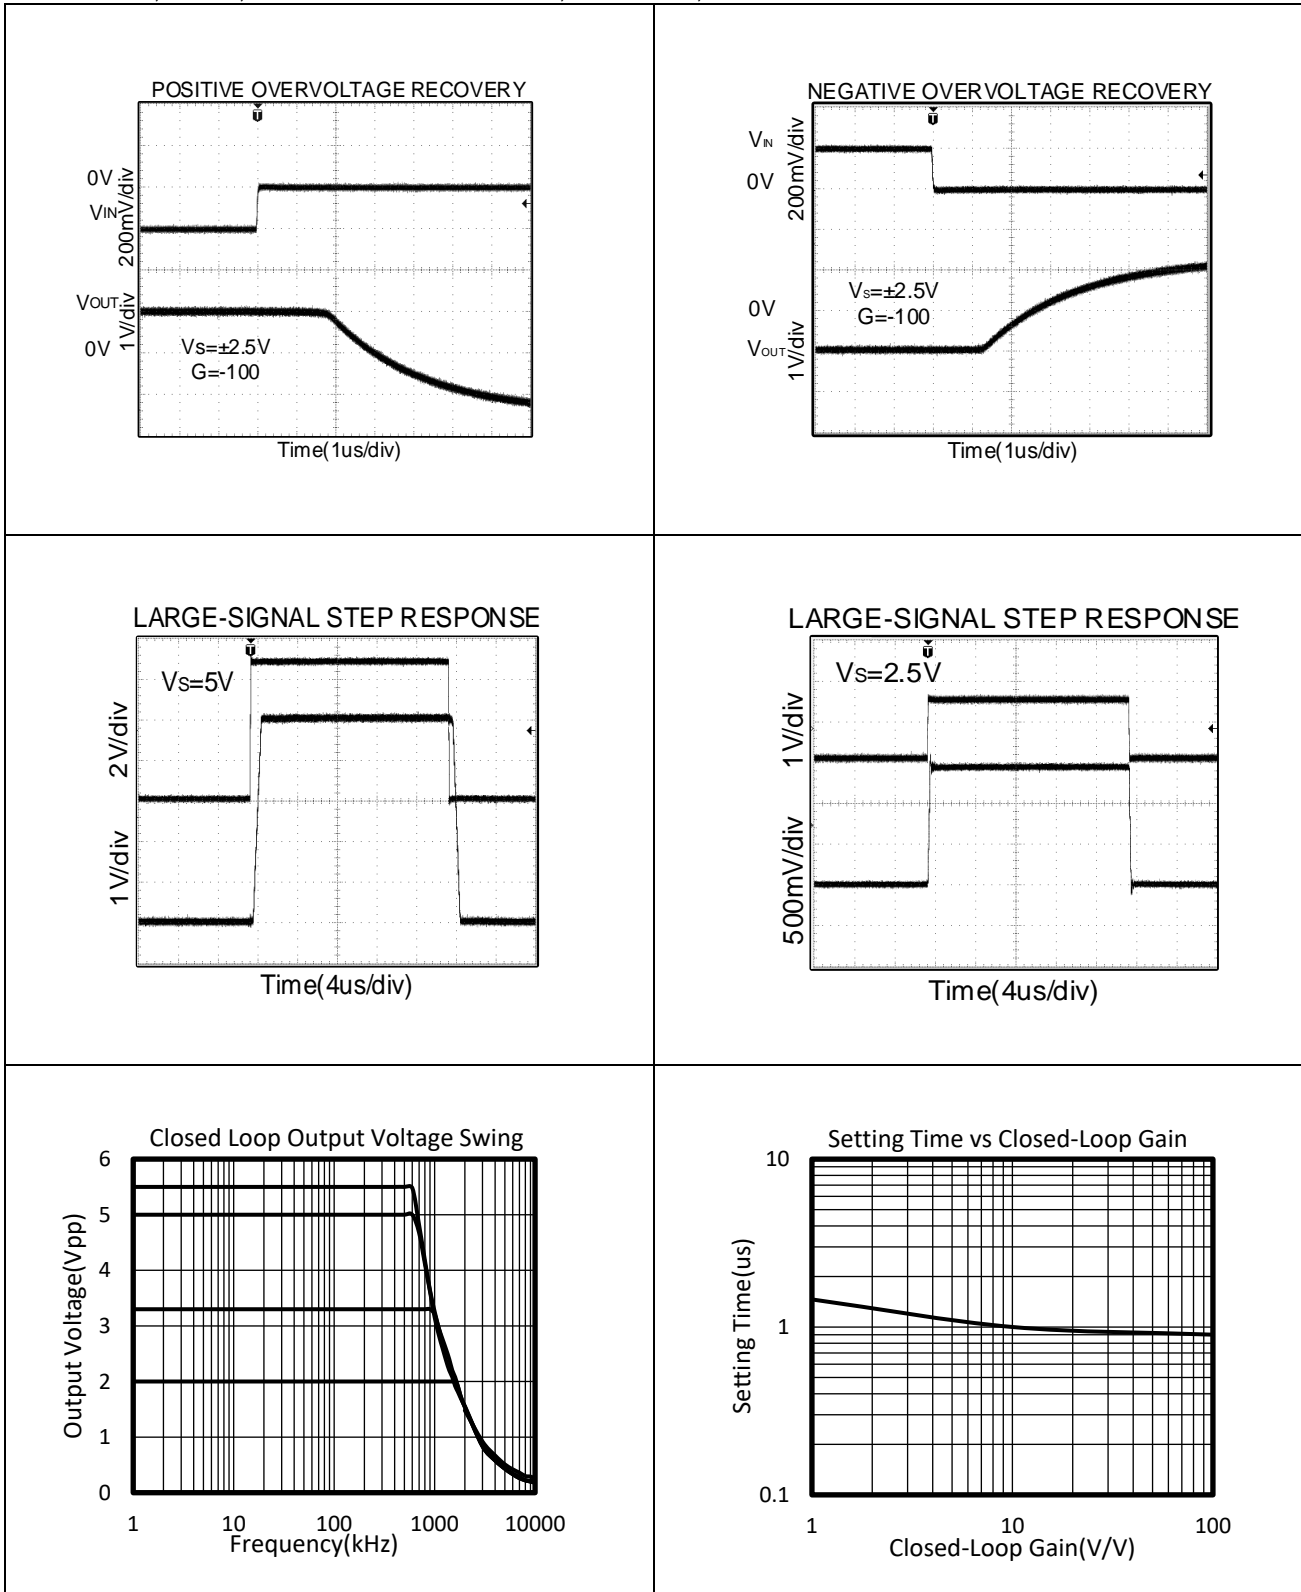 POSITIVE OVERVOLTAGE RECOVERY
T
0V
VIN
200mV/div
VOUT
0V
1V/div
Vs=±2.5V
G=-100
Time(1us/div)
NEGATIVE OVERVOLTAGE RECOVERY
T
VIN
0V
200mV/div
0V
VOUT
1V/div
Vs=±2.5V
G=-100
Time(1us/div)
LARGE-SIGNAL STEP RESPONSE
T
Vs=5V
2V/div
1V/div
Time(4us/div)
LARGE-SIGNAL STEP RESPONSE
T
Vs=2.5V
1V/div
500mV/div
Time(4us/div)
Closed Loop Output Voltage Swing
6
5
4
3
2
1
0
Output Voltage(Vpp)
1 10 100 1000 10000
Frequency(kHz)
Setting Time vs Closed-Loop Gain
10
1
0.1
Setting Time(us)
1 10 100
Closed-Loop Gain(V/V)